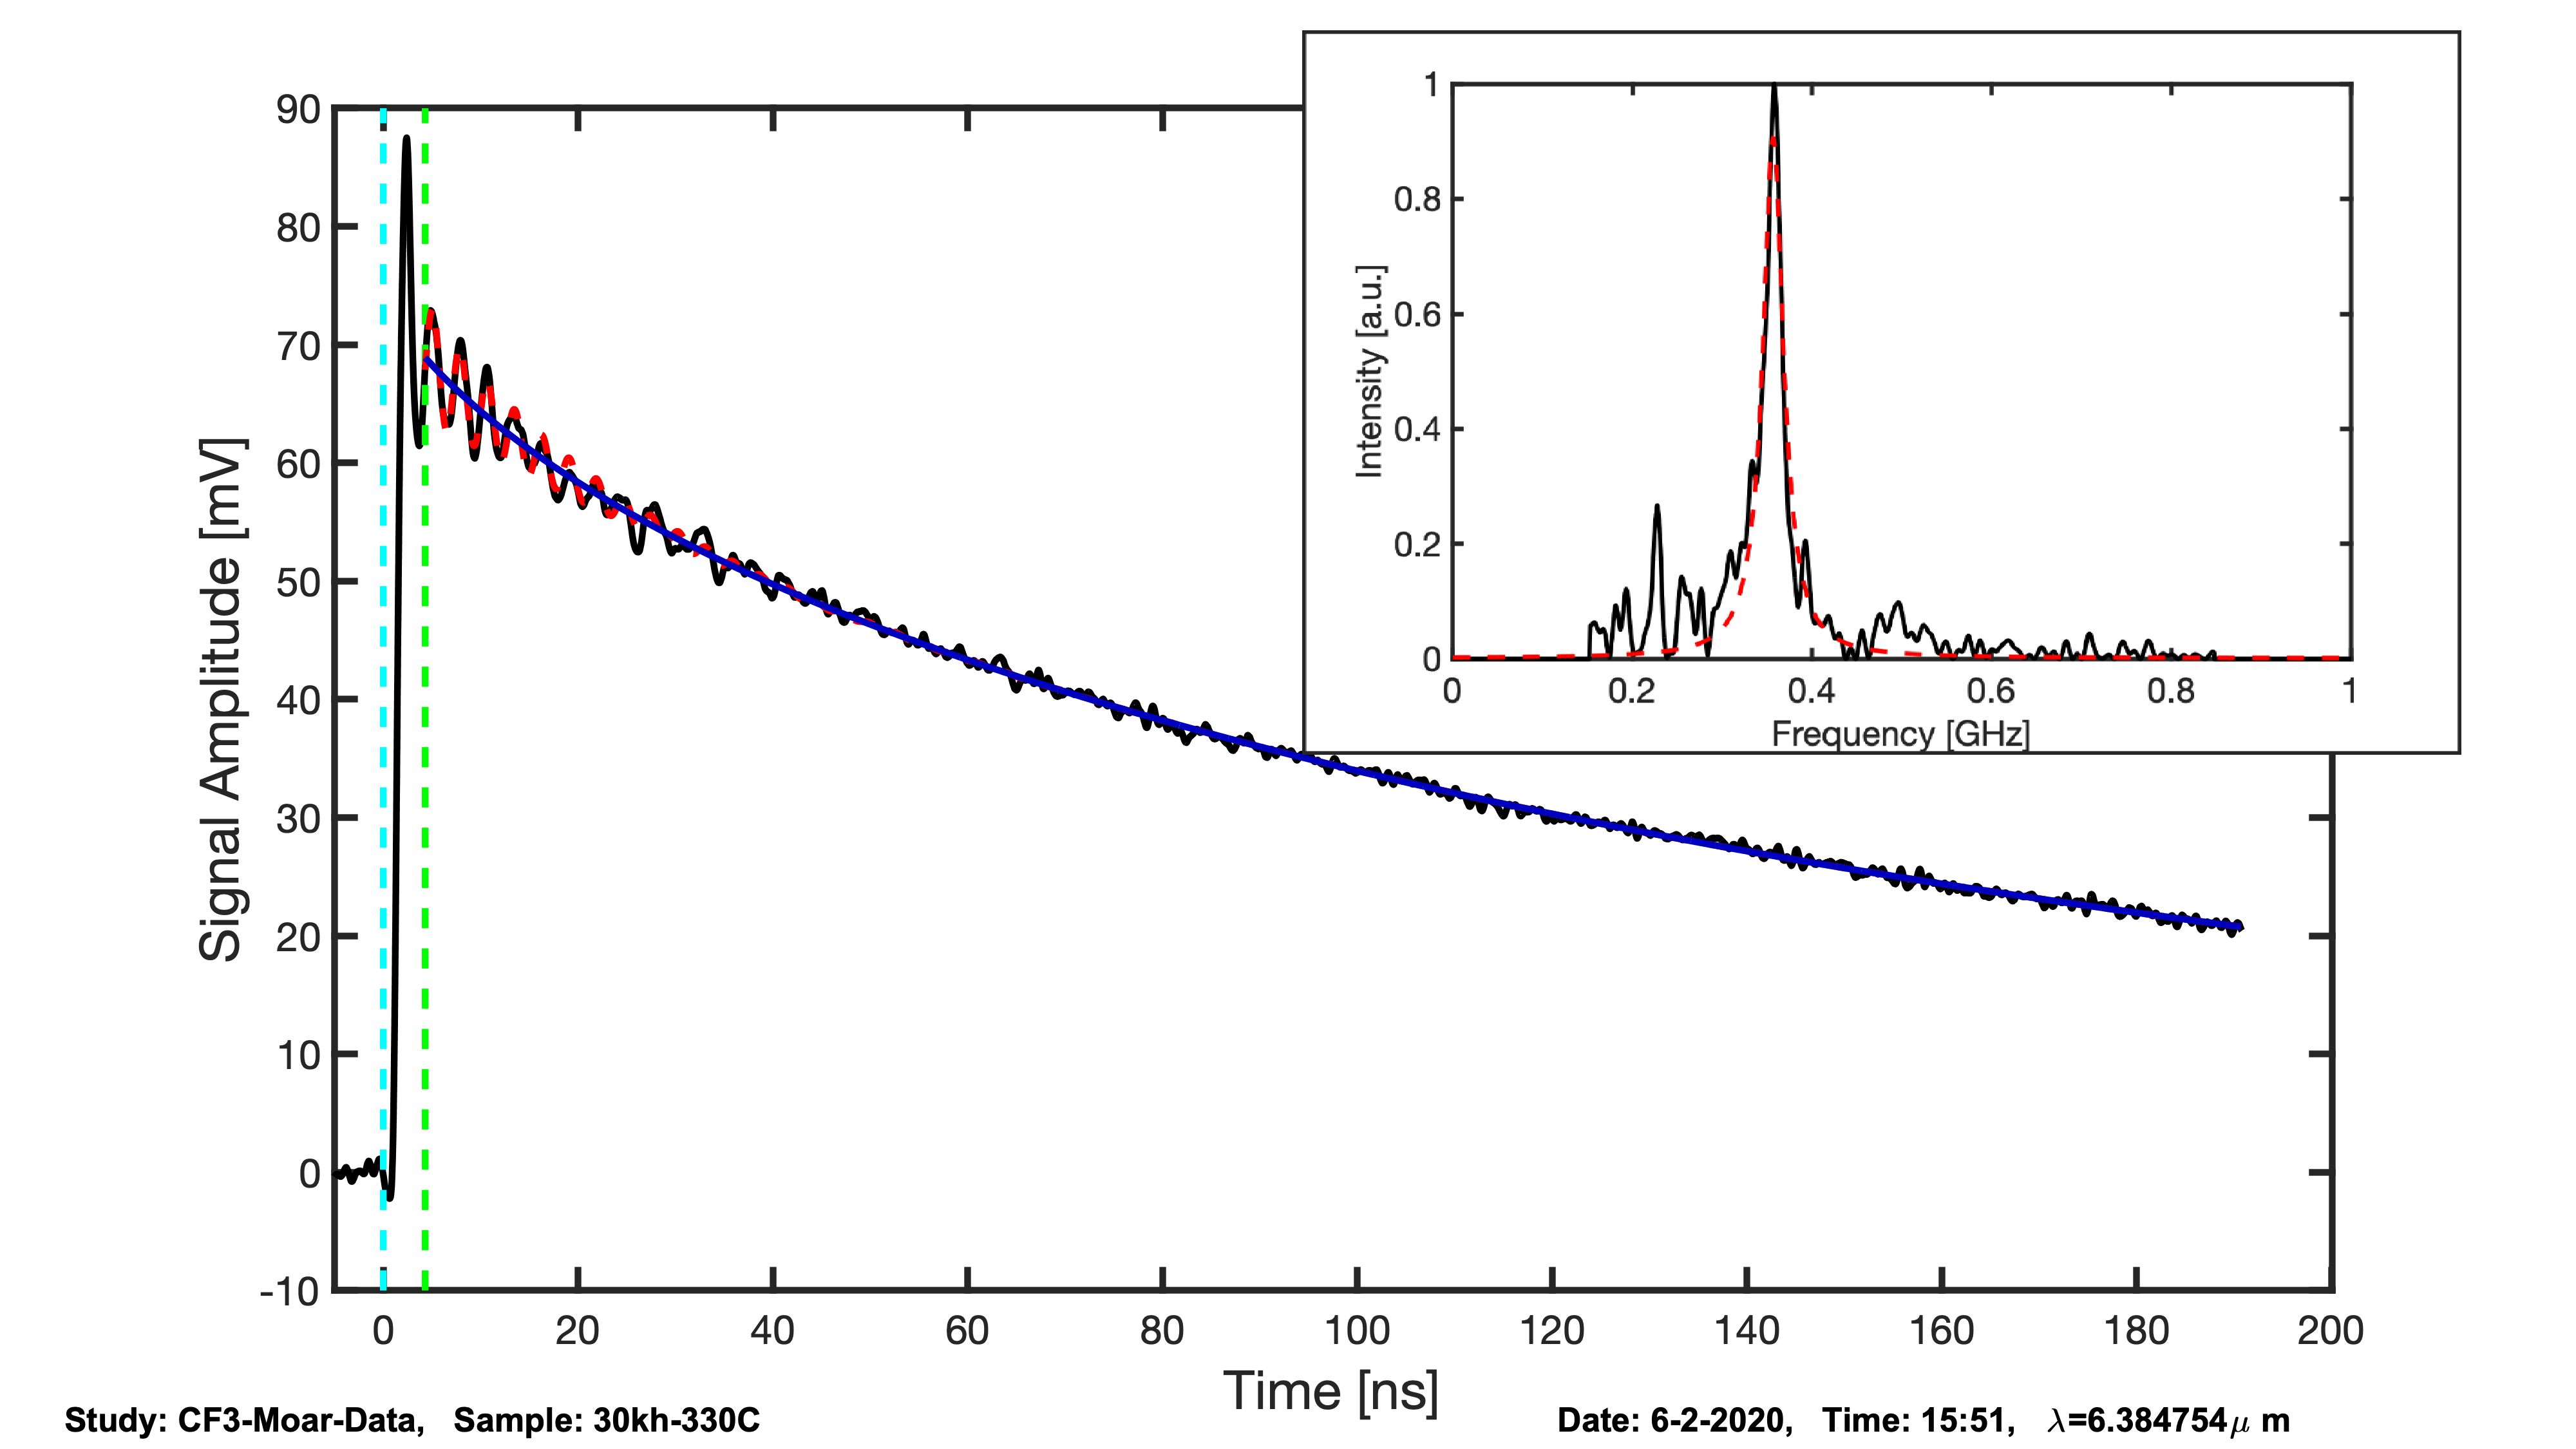 90
80
70
60
50
40
30
20
10
0
-10
Signal Amplitude [mV]
0 20 40 60 80 100 120 140 160 180 200
Time [ns]
1
0.8
0.6
0.4
0.2
0
Intensity [a.u.]
0 0.2 0.4 0.6 0.8 1
Frequency [GHz]
Study: CF3-Moar-Data, Sample: 30kh-330C
Date: 6-2-2020, Time: 15:51, λ=6.384754μ m